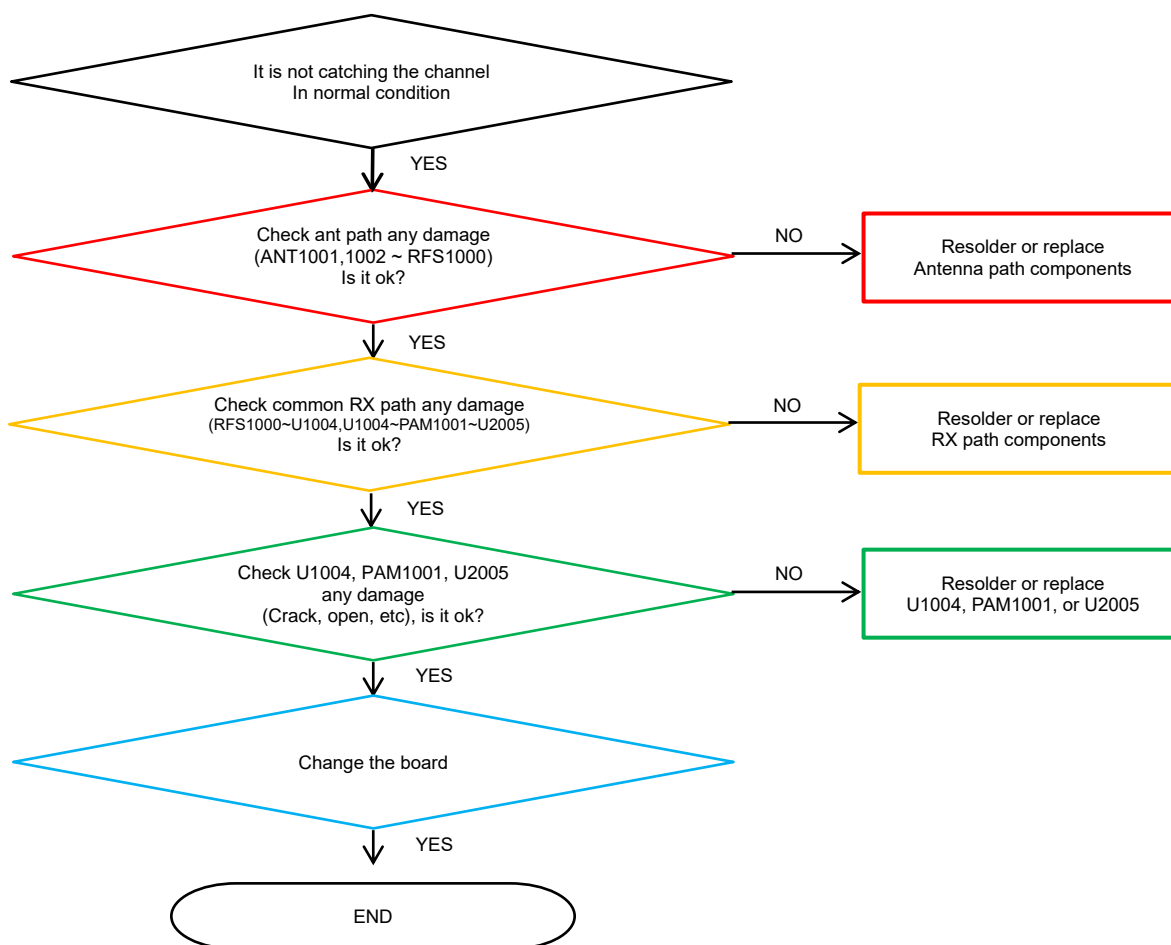 It is not catching the channel
In normal condition
YES
Check ant path any damage
(ANT1001,1002 ~ RFS1000)
Is it ok?
NO
Resolder or replace
Antenna path components
YES
Check common RX path any damage
(RFS1000~U1004,U1004~PAM1001~U2005)
Is it ok?
NO
Resolder or replace
RX path components
YES
Check U1004, PAM1001, U2005
any damage
(Crack, open, etc), is it ok?
NO
Resolder or replace
U1004, PAM1001, or U2005
YES
Change the board
YES
END